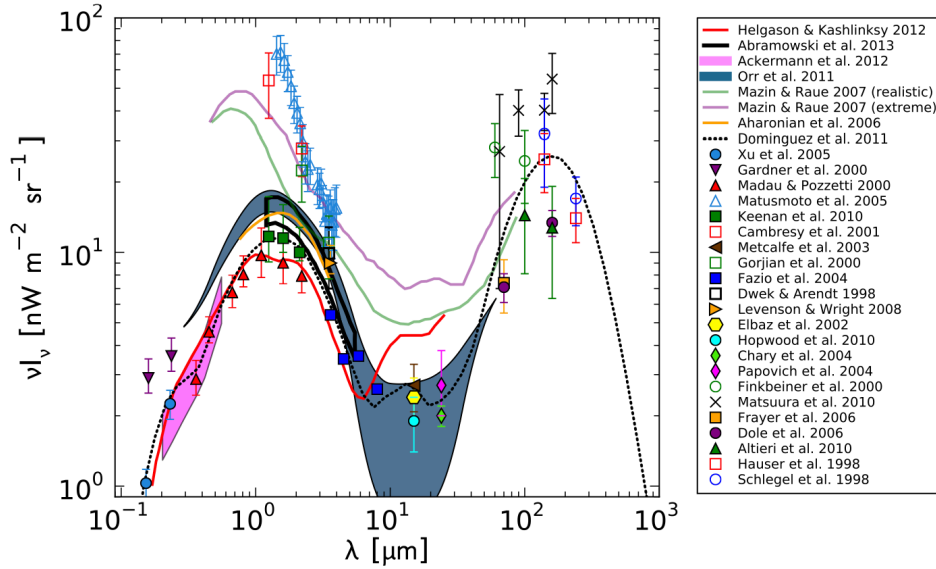 10²
10¹
10⁰
νIν [nW m⁻² sr⁻¹]
10⁻¹ 10⁰ 10¹ 10² 10³
λ [μm]
Helgason & Kashlinksy 2012
Abramowski et al. 2013
Ackermann et al. 2012
Orr et al. 2011
Mazin & Raue 2007 (realistic)
Mazin & Raue 2007 (extreme)
Aharonian et al. 2006
Dominguez et al. 2011
Xu et al. 2005
Gardner et al. 2000
Madau & Pozzetti 2000
Matusmoto et al. 2005
Keenan et al. 2010
Cambresy et al. 2001
Metcalfe et al. 2003
Gorjian et al. 2000
Fazio et al. 2004
Dwek & Arendt 1998
Levenson & Wright 2008
Elbaz et al. 2002
Hopwood et al. 2010
Chary et al. 2004
Papovich et al. 2004
Finkbeiner et al. 2000
Matsuura et al. 2010
Frayer et al. 2006
Dole et al. 2006
Altieri et al. 2010
Hauser et al. 1998
Schlegel et al. 1998